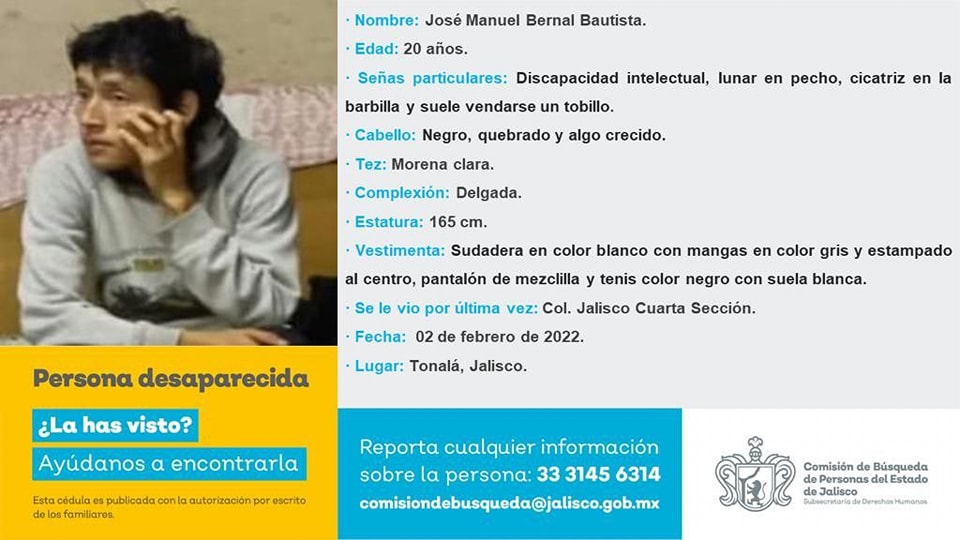 · Nombre: José Manuel Bernal Bautista.
· Edad: 20 años.
· Señas particulares: Discapacidad intelectual, lunar en pecho, cicatriz en la
barbilla y suele vendarse un tobillo.
· Cabello: Negro, quebrado y algo crecido.
· Tez: Morena clara.
· Complexión: Delgada.
· Estatura: 165 cm.
· Vestimenta: Sudadera en color blanco con mangas en color gris y estampado
al centro, pantalón de mezclilla y tenis color negro con suela blanca.
· Se le vio por última vez: Col. Jalisco Cuarta Sección.
· Fecha: 02 de febrero de 2022.
· Lugar: Tonalá, Jalisco.
Persona desaparecida
¿La has visto?
Ayúdanos a encontrarla
Esta cédula es publicada con la autorización por escrito
de los familiares.
Reporta cualquier información
sobre la persona: 33 3145 6314
comisiondebusqueda@jalisco.gob.mx
Comisión de Búsqueda
de Personas del Estado
de Jalisco
Subsecretaría de Derechos Humanos